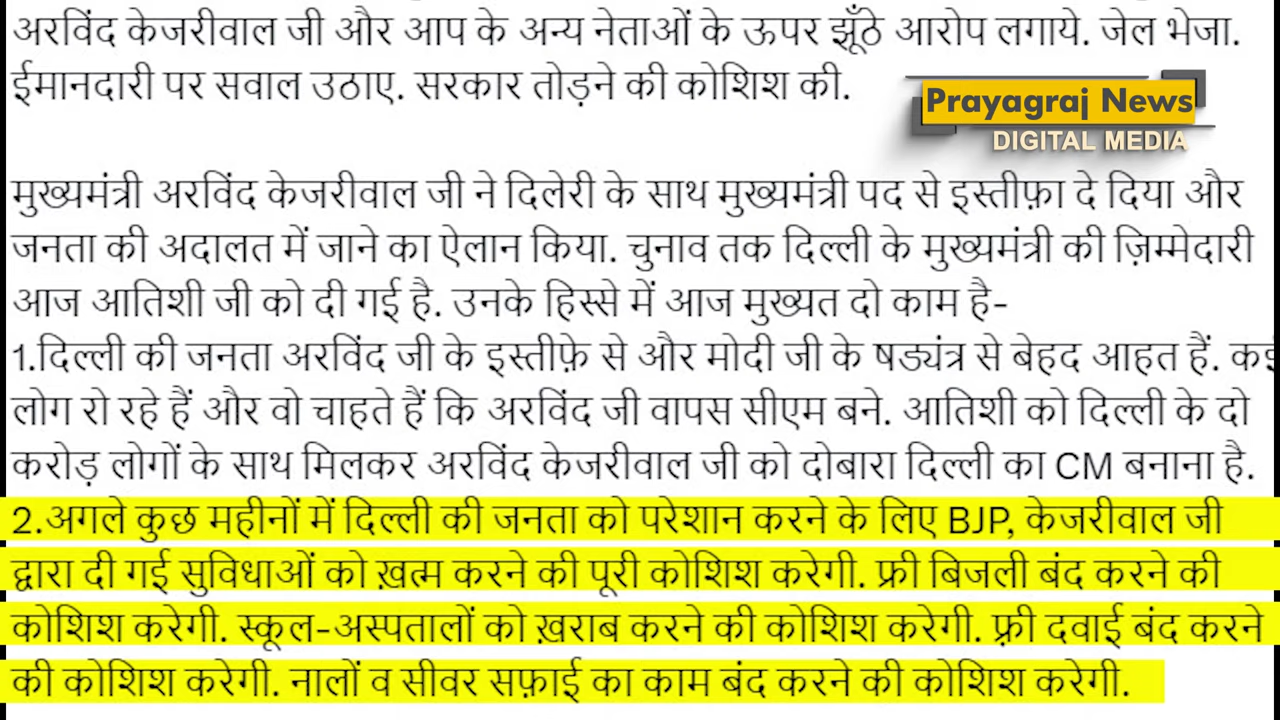 अरविंद केजरीवाल जी और आप के अन्य नेताओं के ऊपर झूँठे आरोप लगाये. जेल भेजा.
ईमानदारी पर सवाल उठाए. सरकार तोड़ने की कोशिश की.
Prayagraj News
DIGITAL MEDIA
मुख्यमंत्री अरविंद केजरीवाल जी ने दिलेरी के साथ मुख्यमंत्री पद से इस्तीफ़ा दे दिया और
जनता की अदालत में जाने का ऐलान किया. चुनाव तक दिल्ली के मुख्यमंत्री की ज़िम्मेदारी
आज आतिशी जी को दी गई है. उनके हिस्से में आज मुख्यत दो काम है-
1.दिल्ली की जनता अरविंद जी के इस्तीफ़े से और मोदी जी के षड्यंत्र से बेहद आहत हैं.
लोग रो रहे हैं और वो चाहते हैं कि अरविंद जी वापस सीएम बने. आतिशी को दिल्ली के दो
करोड़ लोगों के साथ मिलकर अरविंद केजरीवाल जी को दोबारा दिल्ली का CM बनाना है.
2.अगले कुछ महीनों में दिल्ली की जनता को परेशान करने के लिए BJP, केजरीवाल जी
द्वारा दी गई सुविधाओं को ख़त्म करने की पूरी कोशिश करेगी. फ्री बिजली बंद करने की
कोशिश करेगी. स्कूल-अस्पतालों को ख़राब करने की कोशिश करेगी. फ़्री दवाई बंद करने
की कोशिश करेगी. नालों व सीवर सफ़ाई का काम बंद करने की कोशिश करेगी.